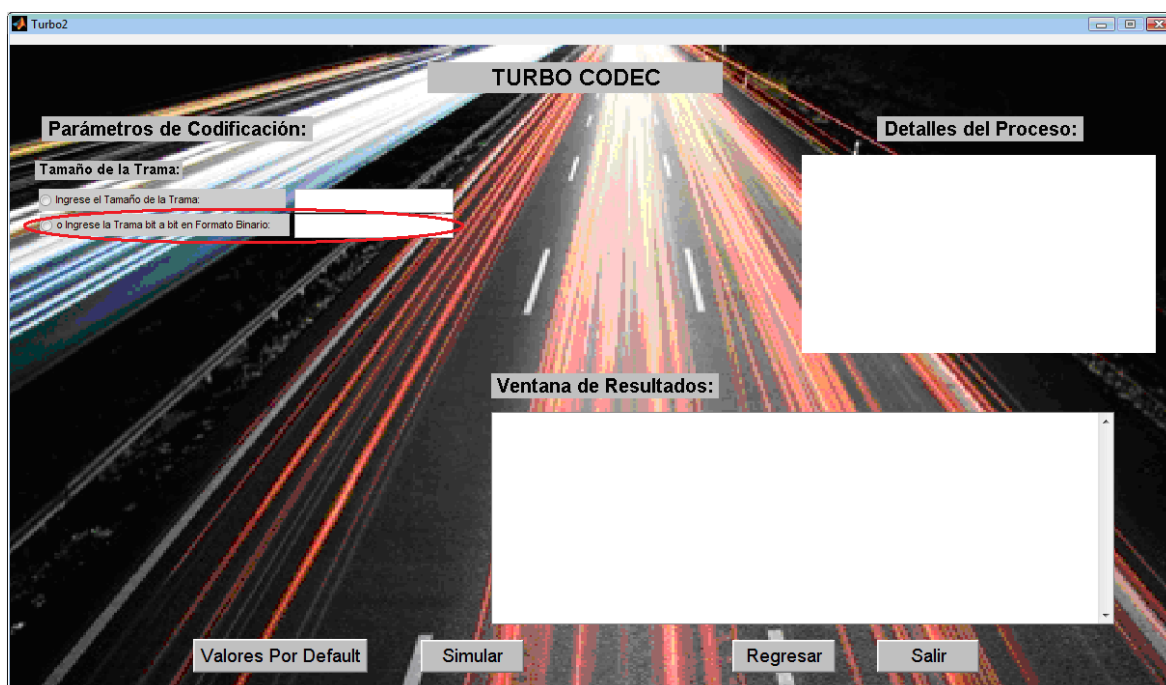 Turbo2
TURBO CODEC
Parámetros de Codificación:
Detalles del Proceso:
Tamaño de la Trama:
Ingrese el Tamaño de la Trama:
o Ingrese la Trama bit a bit en Formato Binario:
Ventana de Resultados:
Valores Por Default
Simular
Regresar
Salir